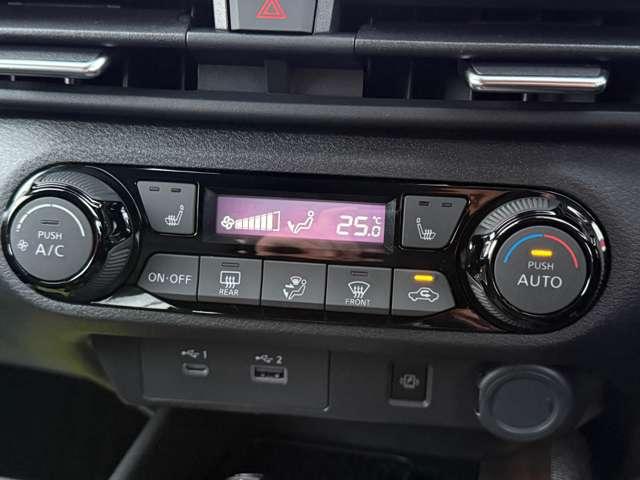 25.0 °C
PUSH
A/C
ON·OFF
REAR
FRONT
PUSH
AUTO
1
2